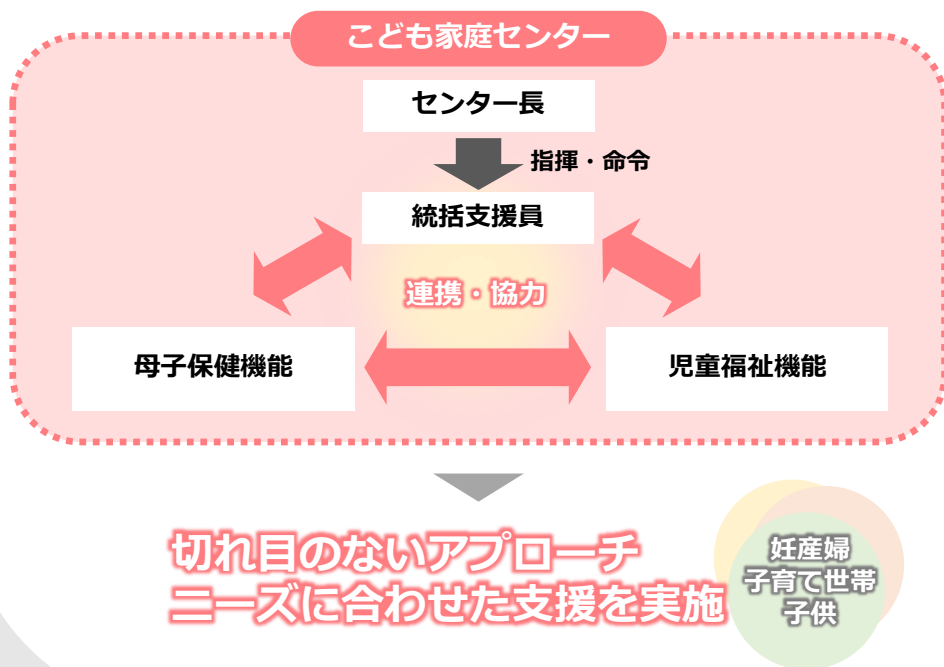 こども家庭センター
センター長
指揮・命令
統括支援員
連携・協力
母子保健機能
児童福祉機能
切れ目のないアプローチ
ニーズに合わせた支援を実施
妊産婦
子育て世帯
子供